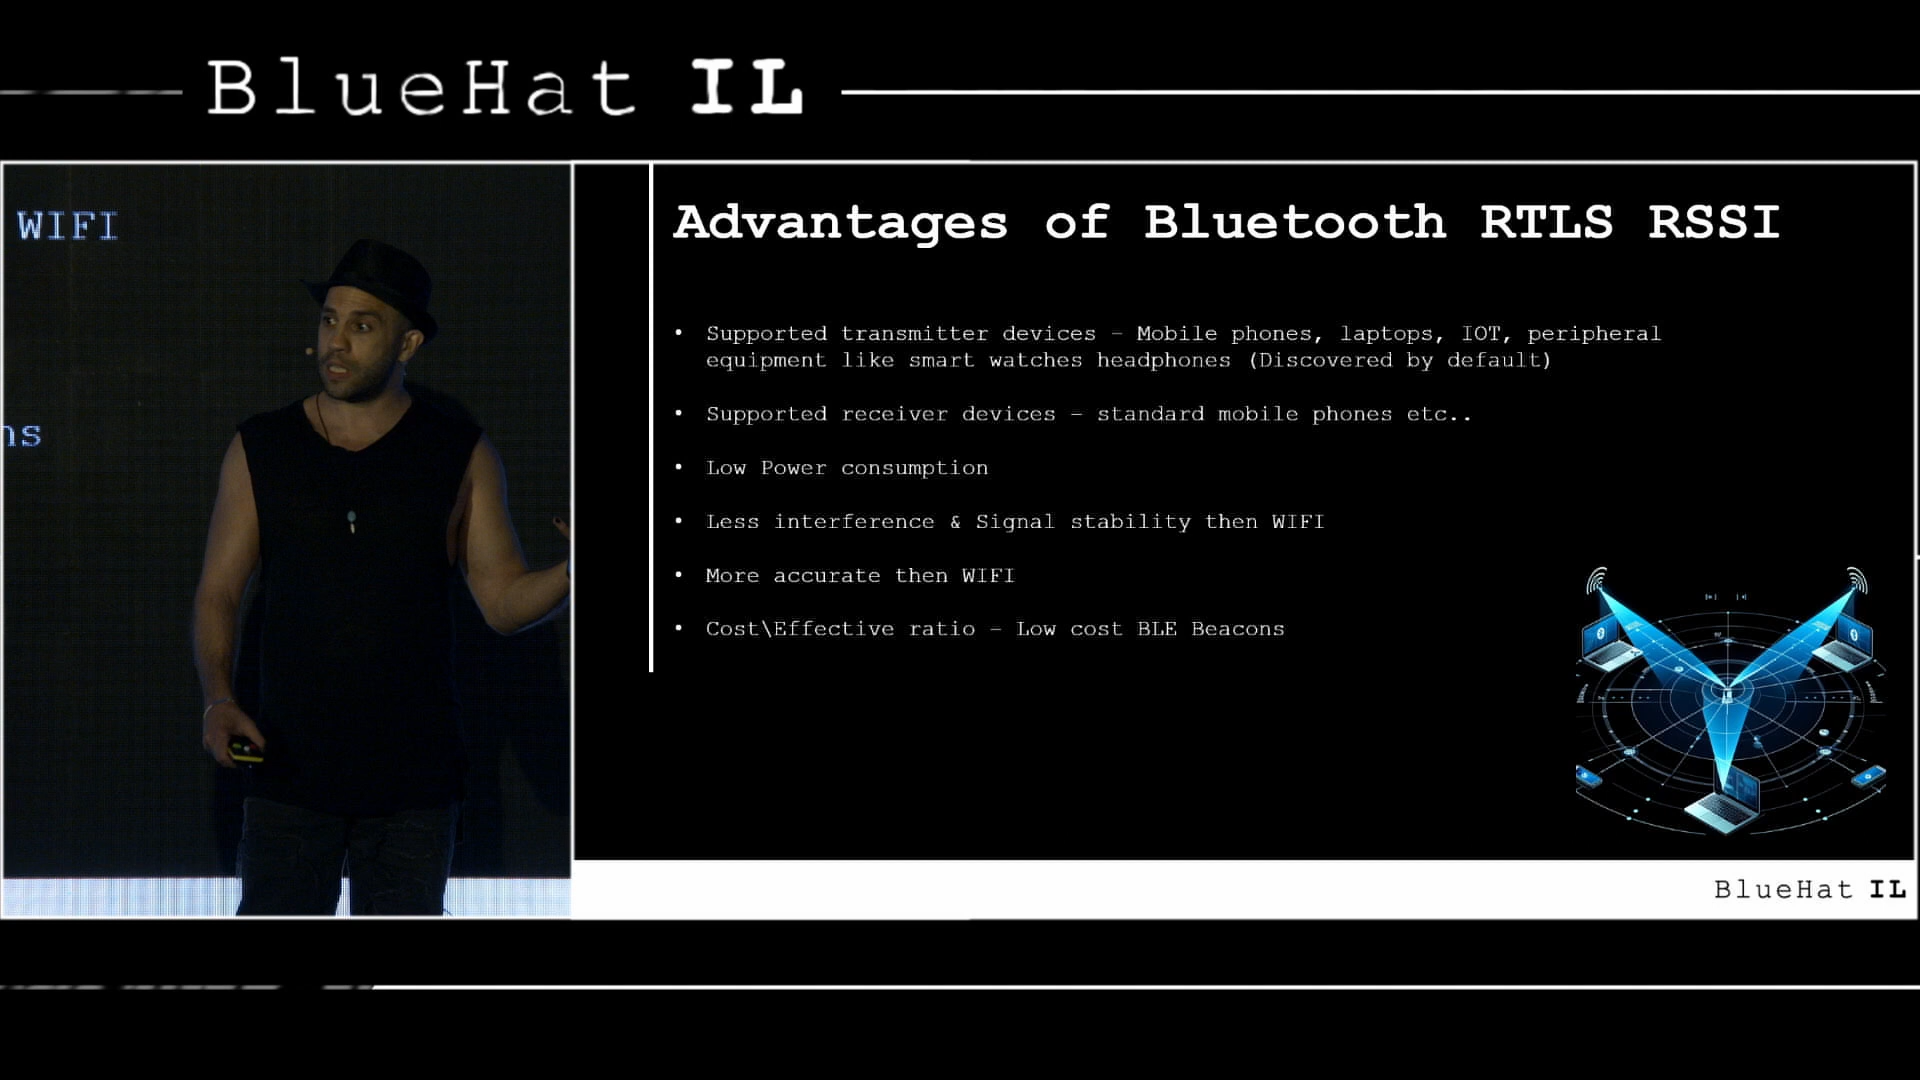 BlueHat IL
WIFI
ns
Advantages of Bluetooth RTLS RSSI
• Supported transmitter devices – Mobile phones, laptops, IOT, peripheral
equipment like smart watches headphones (Discovered by default)
• Supported receiver devices – standard mobile phones etc..
• Low Power consumption
• Less interference & Signal stability then WIFI
• More accurate then WIFI
• Cost\Effective ratio – Low cost BLE Beacons
BlueHat IL